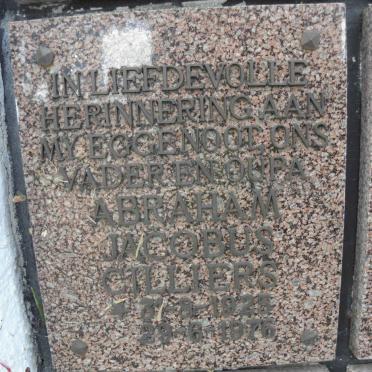 IN LIEFDEVOLLE
HERINNERING AAN
MY EGGENOOT, ONS
VADER EN OUPA
ABRAHAM
JACOBUS
CILLIERS